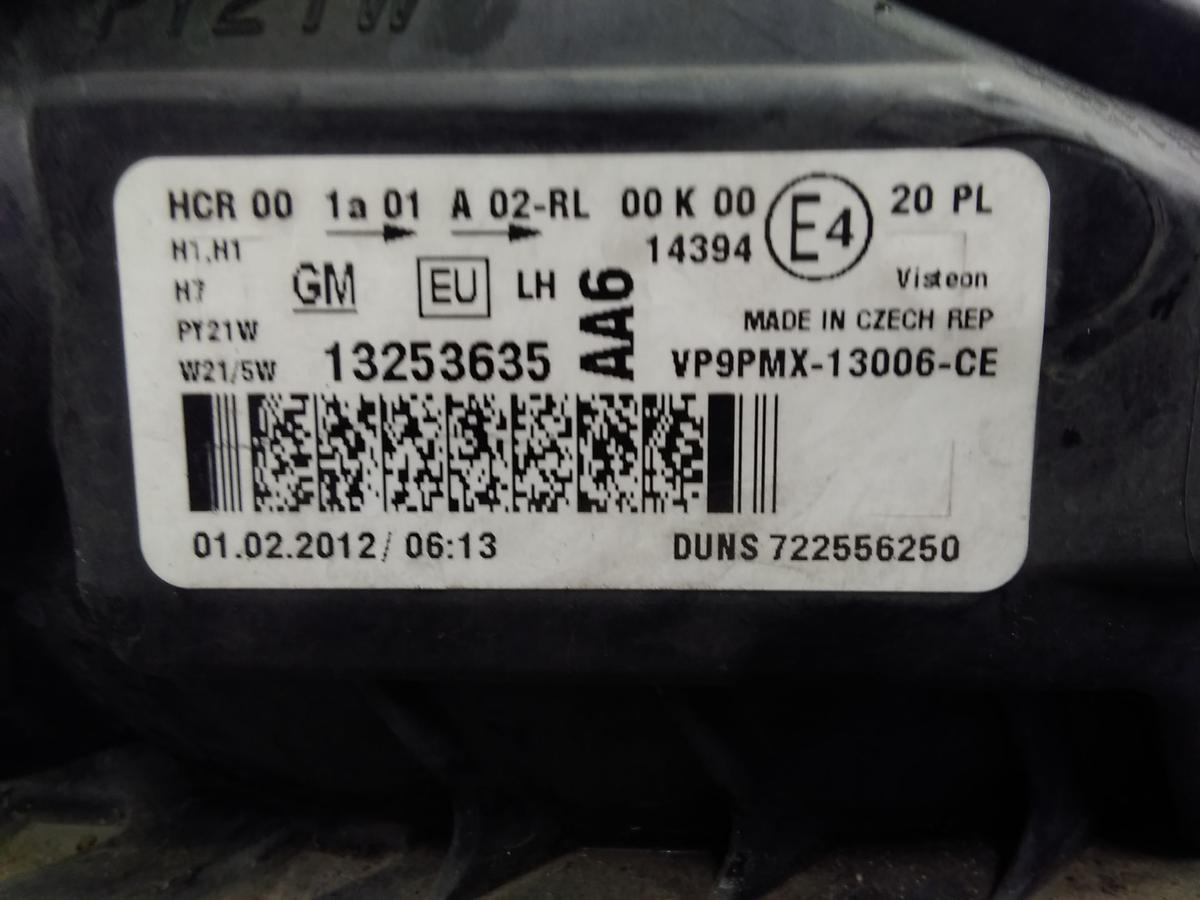 PY21W
HCR 00 1a 01 A 02-RL 00 K 00 E4 20 PL
H1,H1 14394
H7 GM EU LH AA6 Visteon
PY21W MADE IN CZECH REP
W21/5W 13253635 VP9PMX-13006-CE
01.02.2012/ 06:13 DUNS 722556250